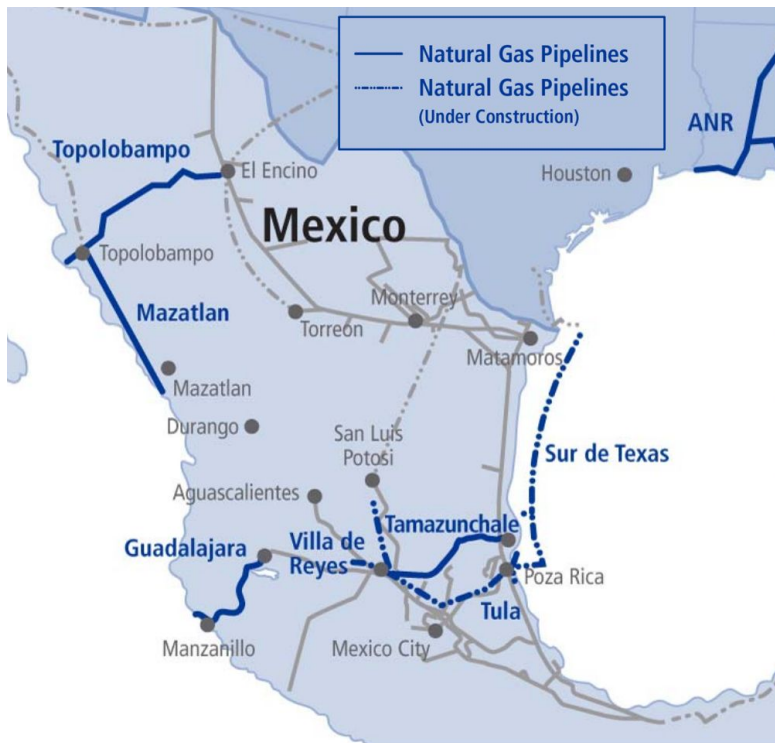 Natural Gas Pipelines
Natural Gas Pipelines
(Under Construction)
ANR
Topolobampo
El Encino
Houston
Mexico
Topolobampo
Monterrey
Mazatlan
Torreón
Matamoros
Mazatlan
Durango
San Luis
Potosi
Sur de Texas
Aguascalientes
Tamazunchale
Guadalajara
Villa de
Reyes
Poza Rica
Tula
Manzanillo
Mexico City